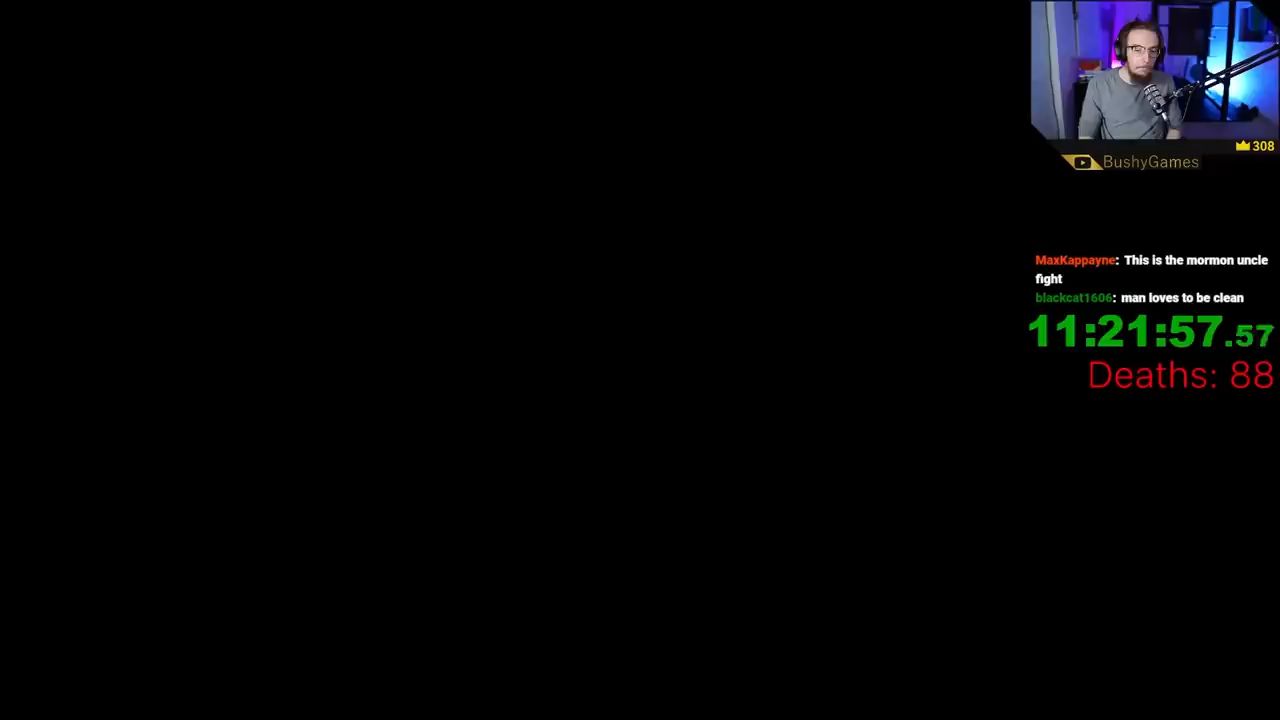 308
BushyGames
MaxKappayne: This is the mormon uncle
fight
blackcat1606: man loves to be clean
11:21:57.57
Deaths: 88